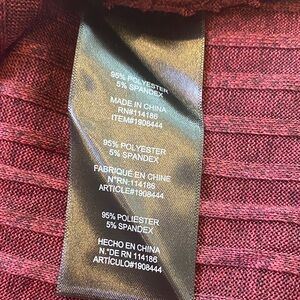 95% POLYESTER
5% SPANDEX
MADE IN CHINA
RN#114186
ITEM#1908444
95% POLYESTER
5% SPANDEX
FABRIQUÉ EN CHINE
N°RN:114186
ARTICLE#1908444
95% POLIESTER
5% SPANDEX
HECHO EN CHINA
N.°DE RN 114186
ARTÍCULO#1908444